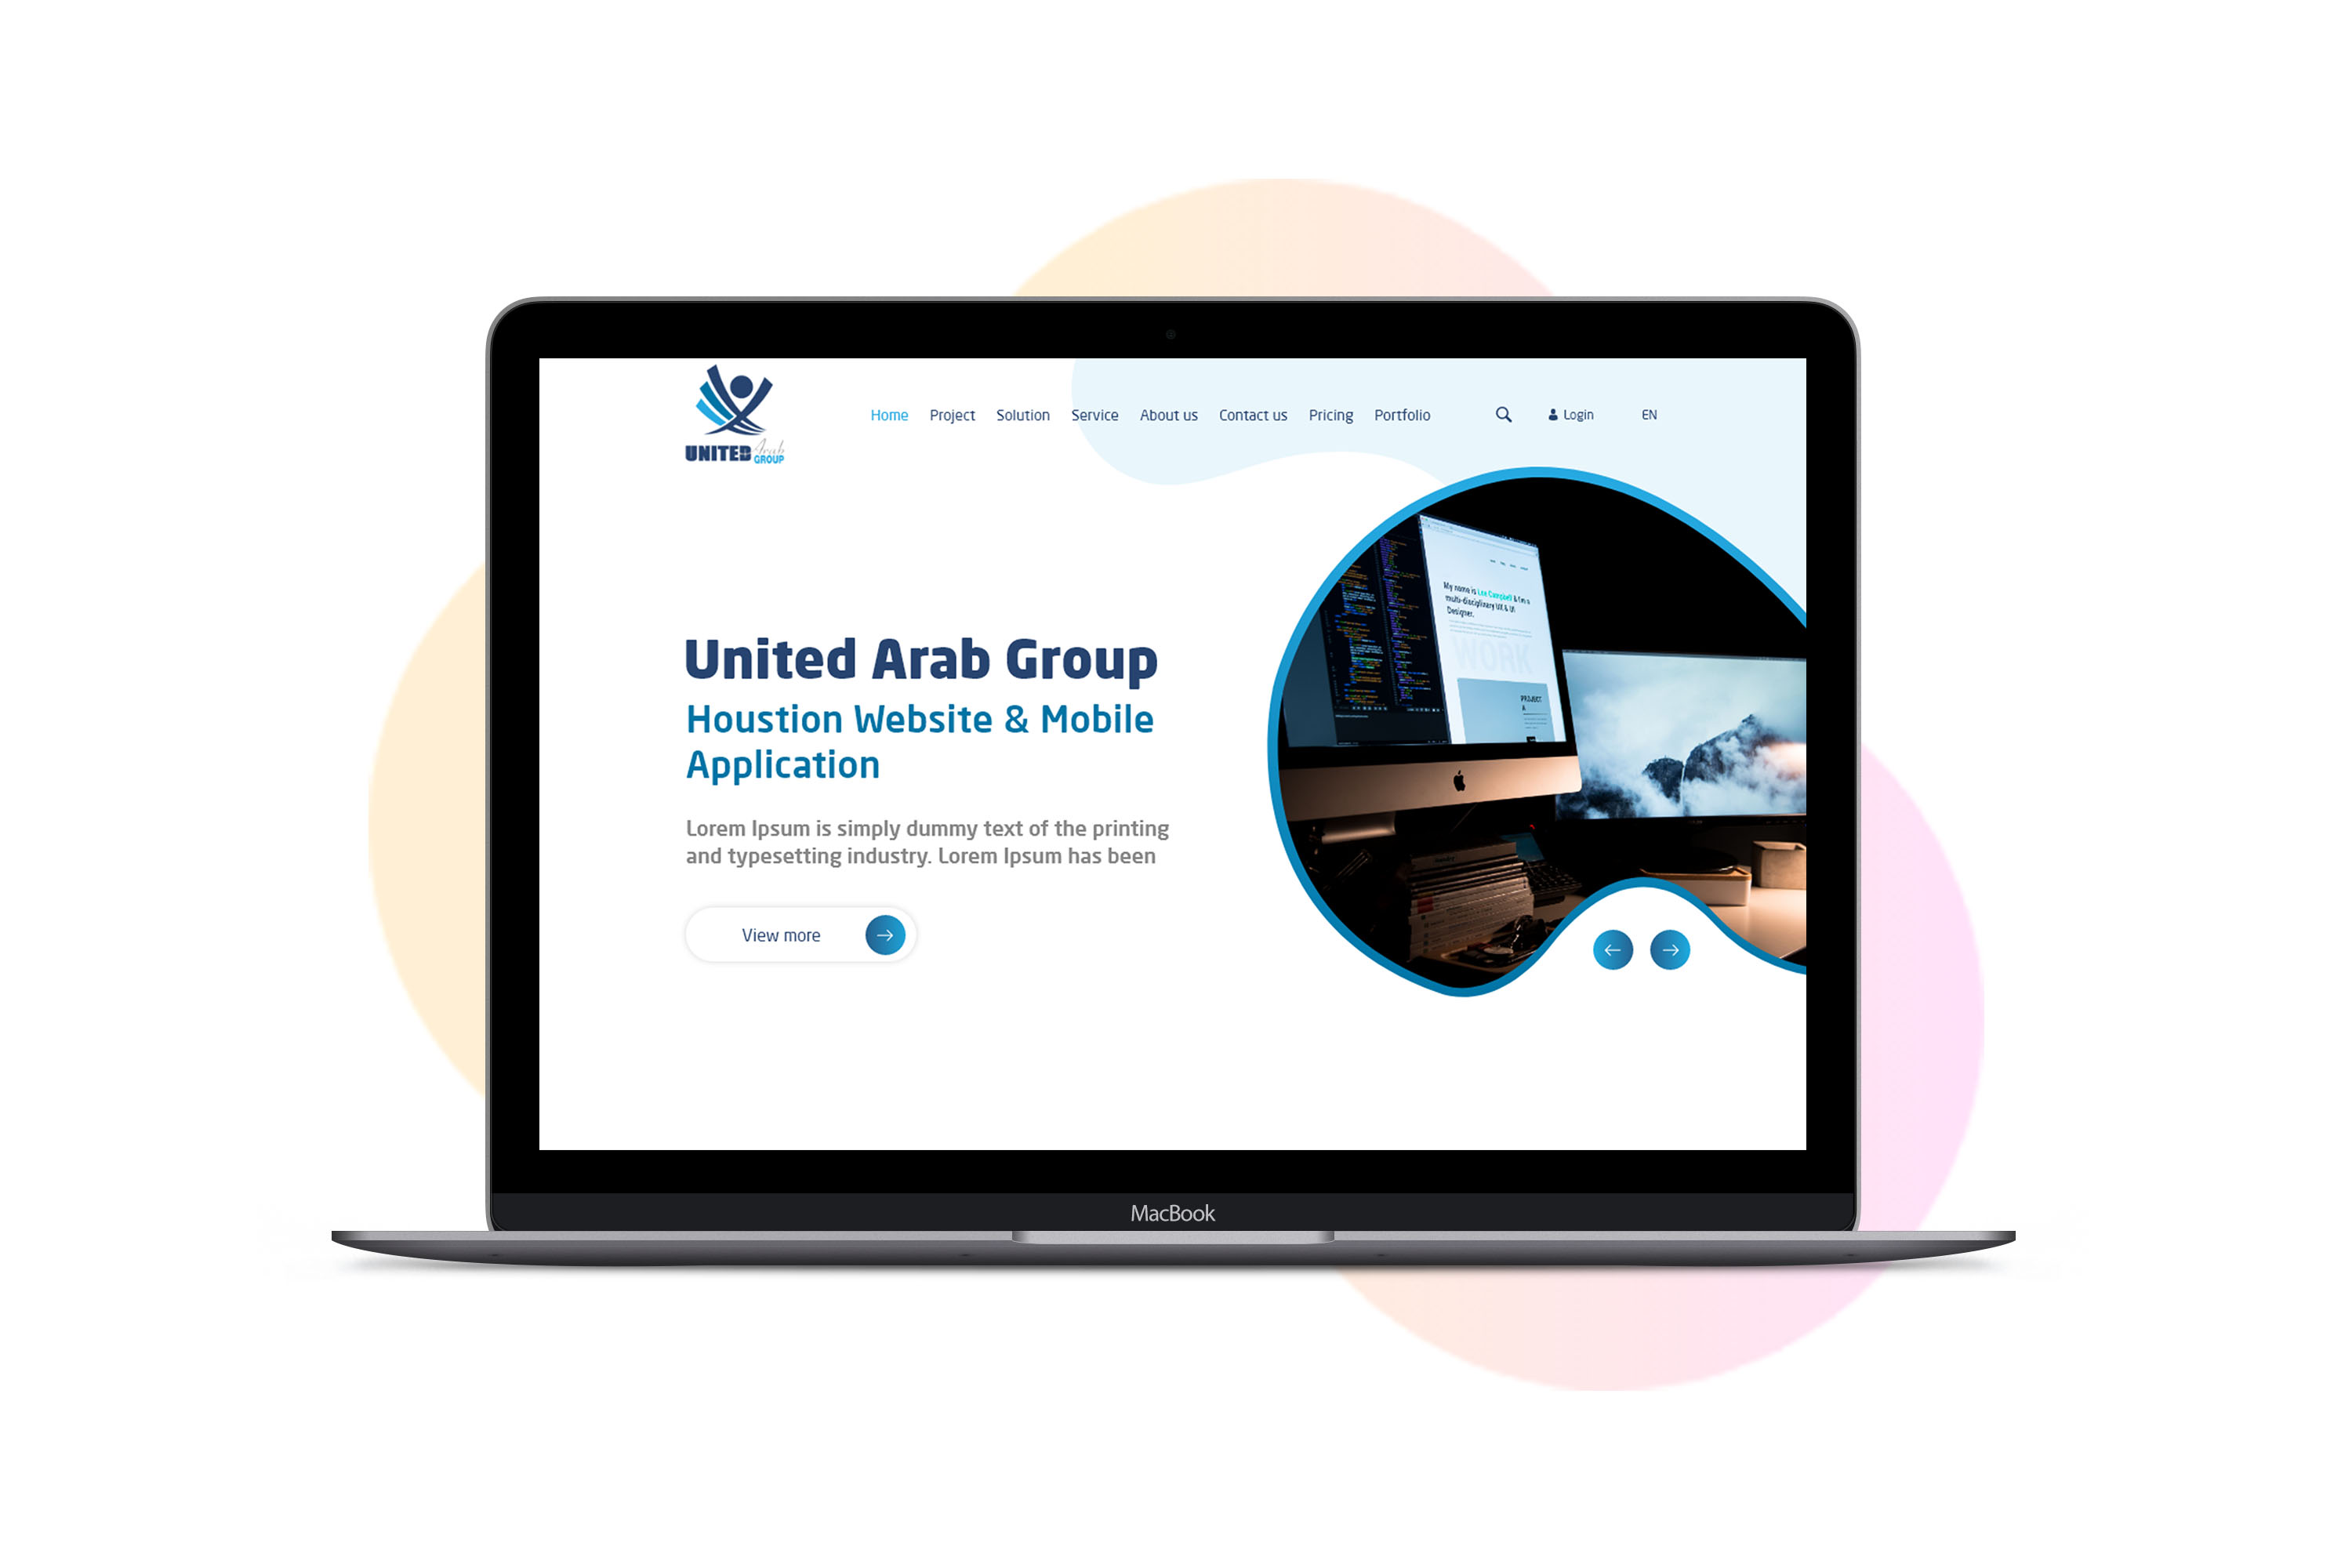 UNITED Arab
GROUP
Home Project Solution Service About us Contact us Pricing Portfolio Login EN
United Arab Group
Houstion Website & Mobile
Application
Lorem Ipsum is simply dummy text of the printing
and typesetting industry. Lorem Ipsum has been
View more
My name is Lee Campbell & I'm a
multi-disciplinary UX & UI
Designer.
WORK
PROJECT
A
MacBook